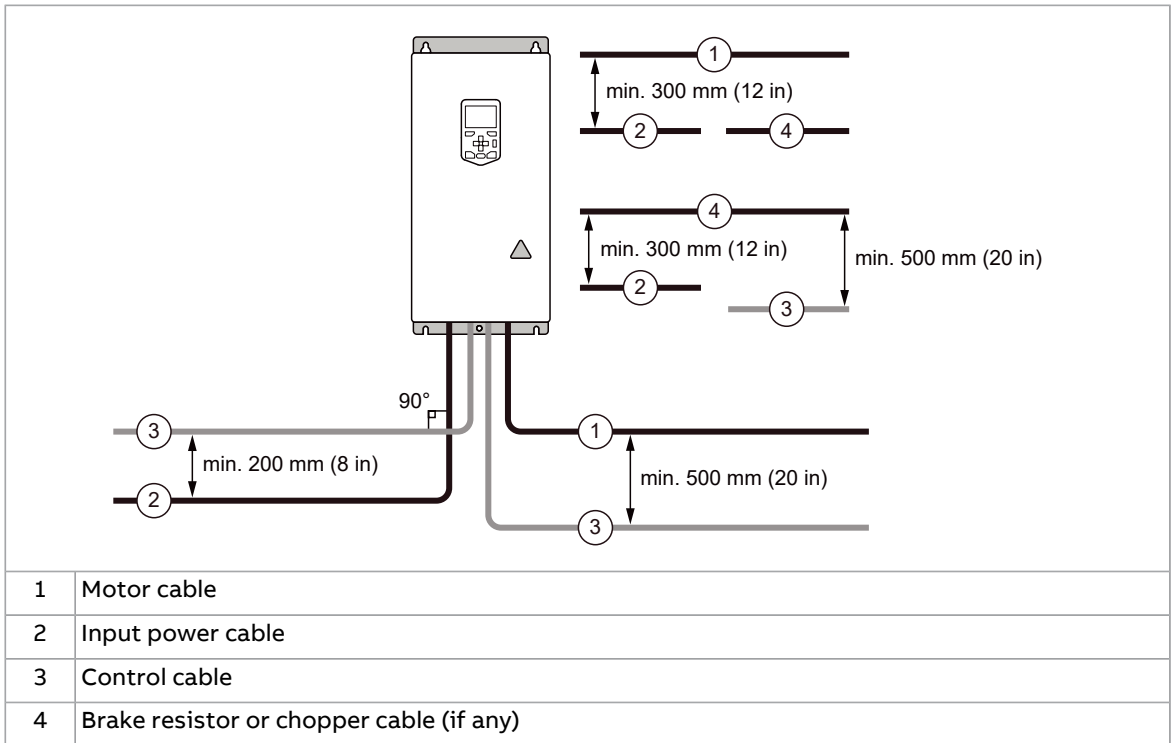 1
min. 300 mm (12 in)
2
4
4
min. 300 mm (12 in)
min. 500 mm (20 in)
2
3
90°
3
1
min. 200 mm (8 in)
min. 500 mm (20 in)
2
3
1 Motor cable
2 Input power cable
3 Control cable
4 Brake resistor or chopper cable (if any)